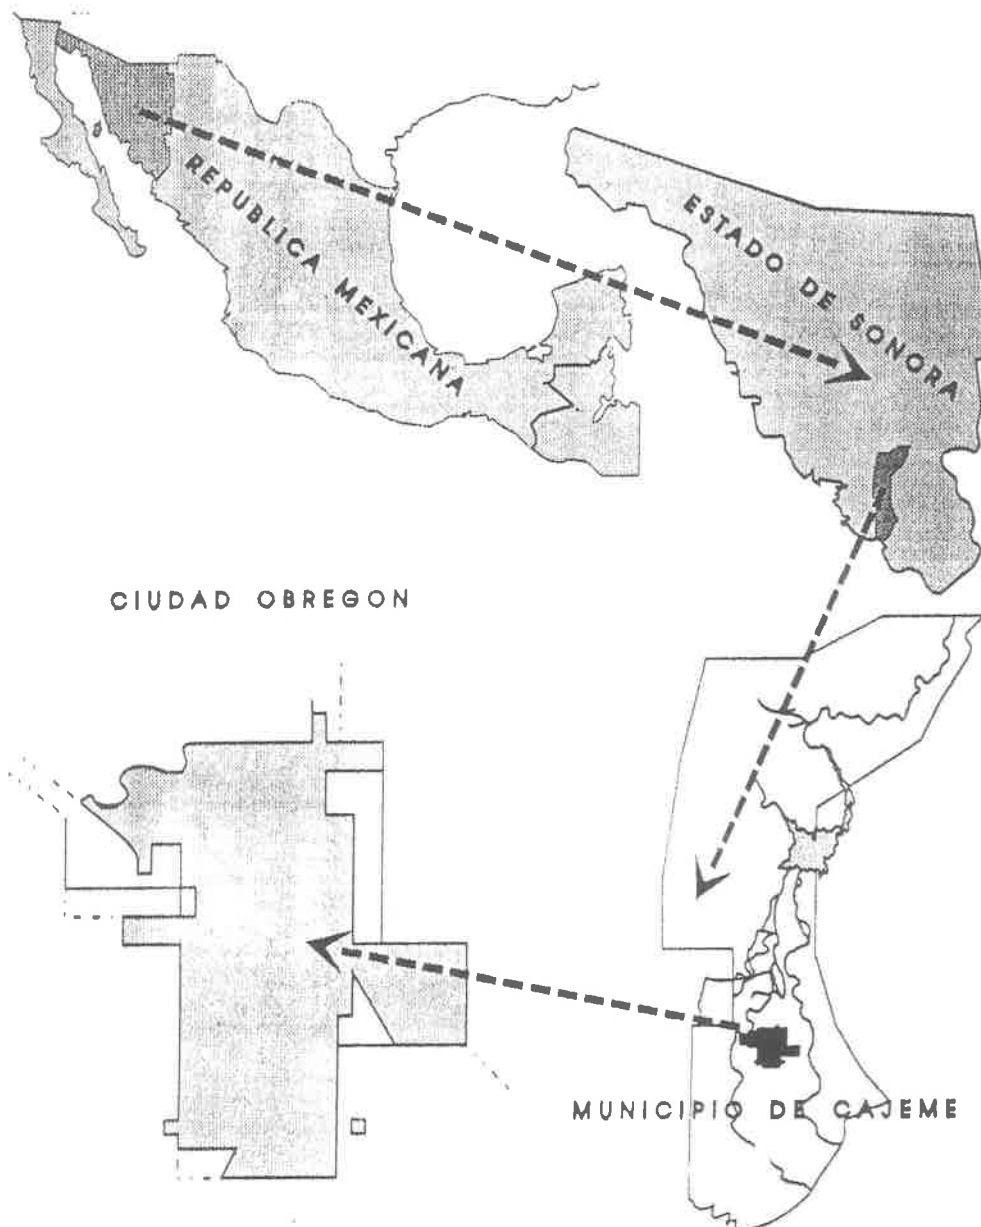 REPUBLICA MEXICANA
ESTADO DE SONORA
CIUDAD OBREGON
MUNICIPIO DE CAJEME